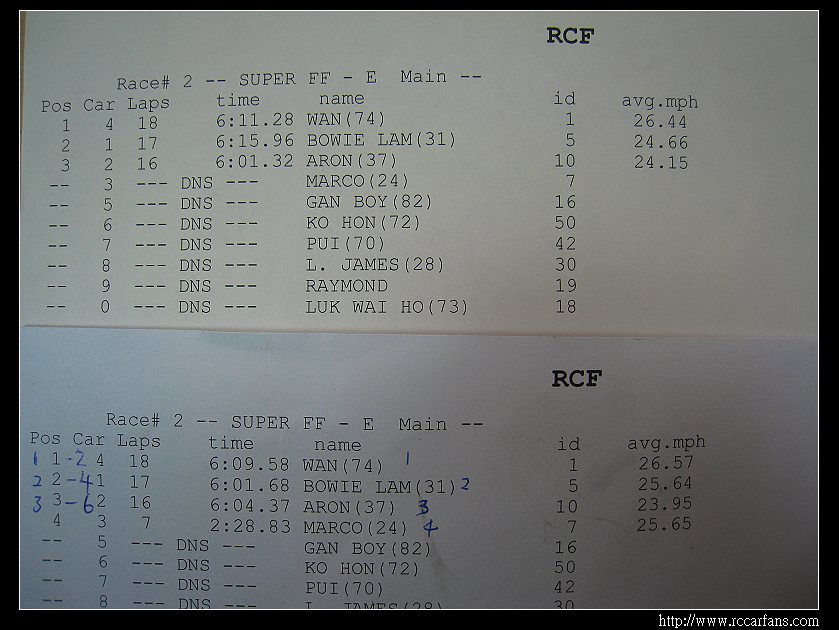 RCF
Race# 2 -- SUPER FF - E Main --
Pos Car Laps time name id avg.mph
1 4 18 6:11.28 WAN(74) 1 26.44
2 1 17 6:15.96 BOWIE LAM(31) 5 24.66
3 2 16 6:01.32 ARON(37) 10 24.15
-- 3 --- DNS --- MARCO(24) 7
-- 5 --- DNS --- GAN BOY(82) 16
-- 6 --- DNS --- KO HON(72) 50
-- 7 --- DNS --- PUI(70) 42
-- 8 --- DNS --- L. JAMES(28) 30
-- 9 --- DNS --- RAYMOND 19
-- 0 --- DNS --- LUK WAI HO(73) 18
RCF
Race# 2 -- SUPER FF - E Main --
Pos Car Laps time name id avg.mph
1 1 -2 4 18 6:09.58 WAN(74) 1 1 26.57
2 2 -4 1 17 6:01.68 BOWIE LAM(31) 2 5 25.64
3 3 -6 2 16 6:04.37 ARON(37) 3 10 23.95
4 3 7 2:28.83 MARCO(24) 4 7 25.65
-- 5 --- DNS --- GAN BOY(82) 16
-- 6 --- DNS --- KO HON(72) 50
-- 7 --- DNS --- PUI(70) 42
-- 8 --- DNS --- L. JAMES(28) 30
http://www.rccarfans.com